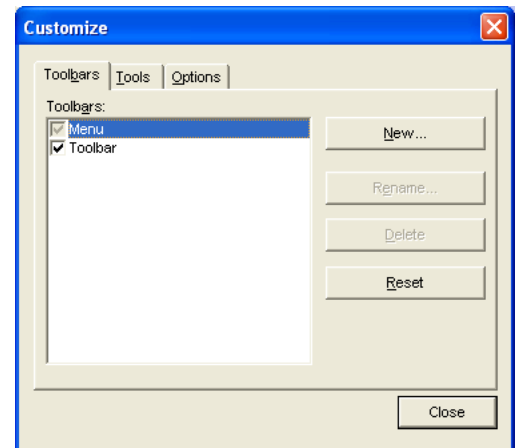 Customize
Toolbars Tools Options
Toolbars:
Menu
Toolbar
New...
Rename...
Delete
Reset
Close